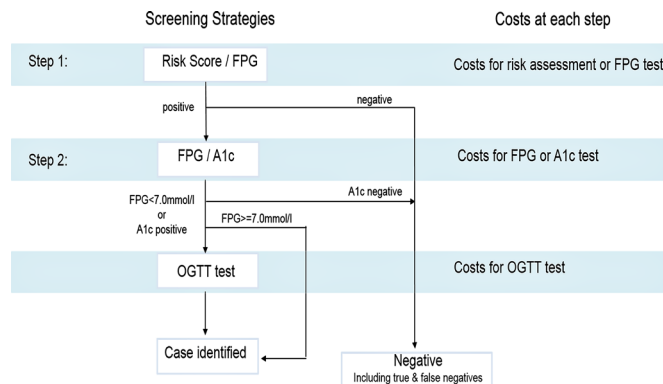 Screening Strategies
Costs at each step
Step 1:
Risk Score / FPG
Costs for risk assessment or FPG test
positive
negative
Step 2:
FPG / A1c
Costs for FPG or A1c test
A1c negative
FPG<7.0mmol/l
or
A1c positive
FPG>=7.0mmol/l
OGTT test
Costs for OGTT test
Case identified
Negative
Including true & false negatives